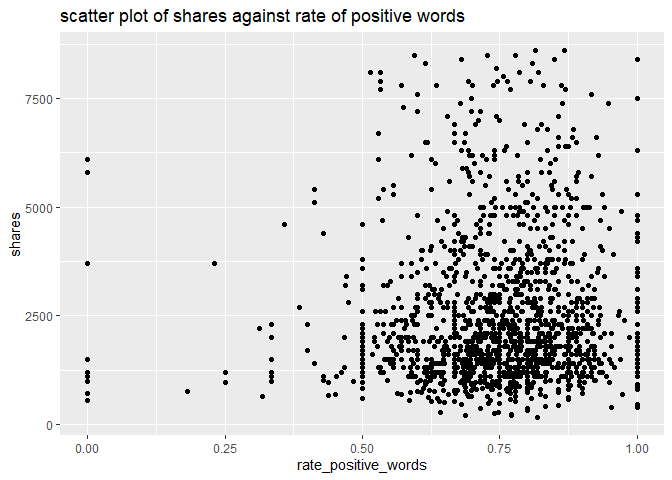 scatter plot of shares against rate of positive words
shares
7500
5000
2500
0
0.00 0.25 0.50 0.75 1.00
rate_positive_words